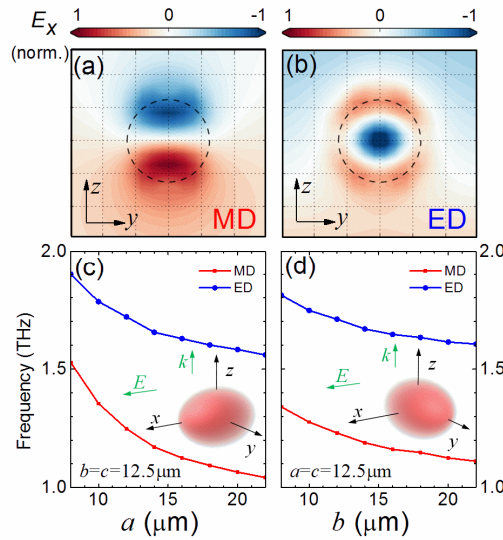 Eₓ
(norm.)
1 0 -1
1 0 -1
(a)
z
y
MD
(b)
z
y
ED
Frequency (THz)
2.0
1.5
1.0
(c)
MD
ED
k
E
z
x
y
b=c=12.5μm
10 15 20
a (μm)
(d)
MD
ED
k
E
z
x
y
a=c=12.5μm
10 15 20
b (μm)
2.0
1.5
1.0